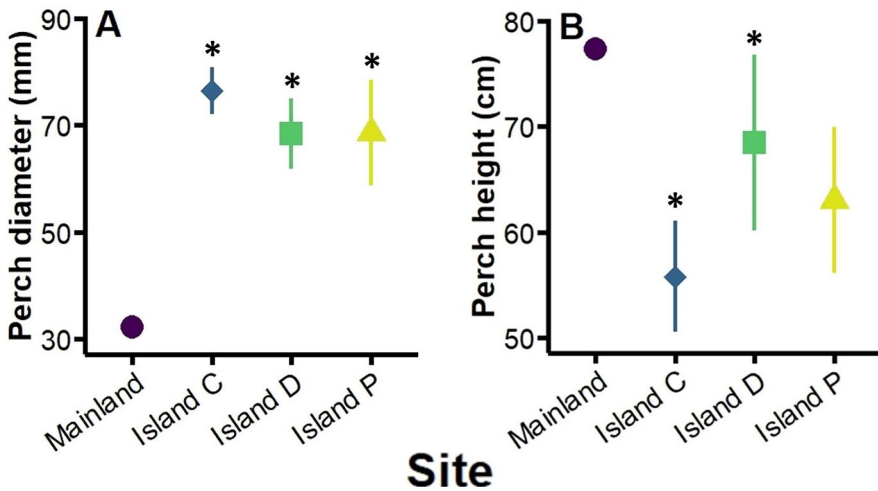 A
Perch diameter (mm)
90
70
50
30
*
*
*
Mainland
Island C
Island D
Island P
B
Perch height (cm)
80
70
60
50
*
*
Mainland
Island C
Island D
Island P
Site